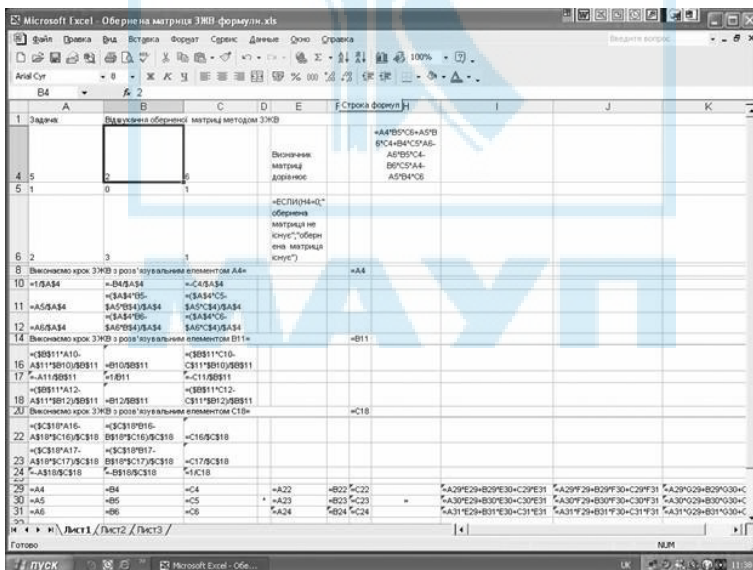 Microsoft Excel - Обернена матриця ЗЖВ-формули.xls
Файл Правка Вид Вставка Формат Сервис Данные Окно Справка
Введите вопрос
100%
Arial Cyr 8 Ж К Ч
B4 fx 2
Строка формул
A B C D E F H I J K
1 Задача: Відшукання оберненої матриці методом ЗЖВ
4 5 2 6 Визначник матриці дорівнює =A4*B5*C6+A5*B6*C4+B4*C5*A6-A6*B5*C4-B6*C5*A4-A5*B4*C6
5 1 0 1
6 2 3 1 =ЕСЛИ(H4=0;"обернена матриця не існує";"обернена матриця існує")
8 Виконаємо крок ЗЖВ з розв'язувальним елементом A4= =A4
10 =1/$A$4 =-B4/$A$4 =-C4/$A$4
11 =A5/$A$4 =($A$4*B5-$A5*B$4)/$A$4 =($A$4*C5-$A5*C$4)/$A$4
12 =A6/$A$4 =($A$4*B6-$A6*B$4)/$A$4 =($A$4*C6-$A6*C$4)/$A$4
14 Виконаємо крок ЗЖВ з розв'язувальним елементом B11= =B11
16 =($B$11*A10-A$11*$B10)/$B$11 =B10/$B$11 =($B$11*C10-C$11*$B10)/$B$11
17 =-A11/$B$11 =1/B11 =-C11/$B$11
18 =($B$11*A12-A$11*$B12)/$B$11 =B12/$B$11 =($B$11*C12-C$11*$B12)/$B$11
20 Виконаємо крок ЗЖВ з розв'язувальним елементом C18= =C18
22 =($C$18*A16-A$18*$C16)/$C$18 =($C$18*B16-B$18*$C16)/$C$18 =C16/$C$18
23 =($C$18*A17-A$18*$C17)/$C$18 =($C$18*B17-B$18*$C17)/$C$18 =C17/$C$18
24 =-A$18/$C$18 =-B$18/$C$18 =1/C18
29 =A4 =B4 =C4 =A22 =B22 =C22 =A29*E29+B29*E30+C29*E31 =A29*F29+B29*F30+C29*F31 =A29*G29+B29*G30+C
30 =A5 =B5 =C5 * =A23 =B23 =C23 = =A30*E29+B30*E30+C30*E31 =A30*F29+B30*F30+C30*F31 =A30*G29+B30*G30+C
31 =A6 =B6 =C6 =A24 =B24 =C24 =A31*E29+B31*E30+C31*E31 =A31*F29+B31*F30+C31*F31 =A31*G29+B31*G30+C
Лист1 Лист2 Лист3
Готово NUM
пуск Microsoft Excel - Обе... UK
МАУП